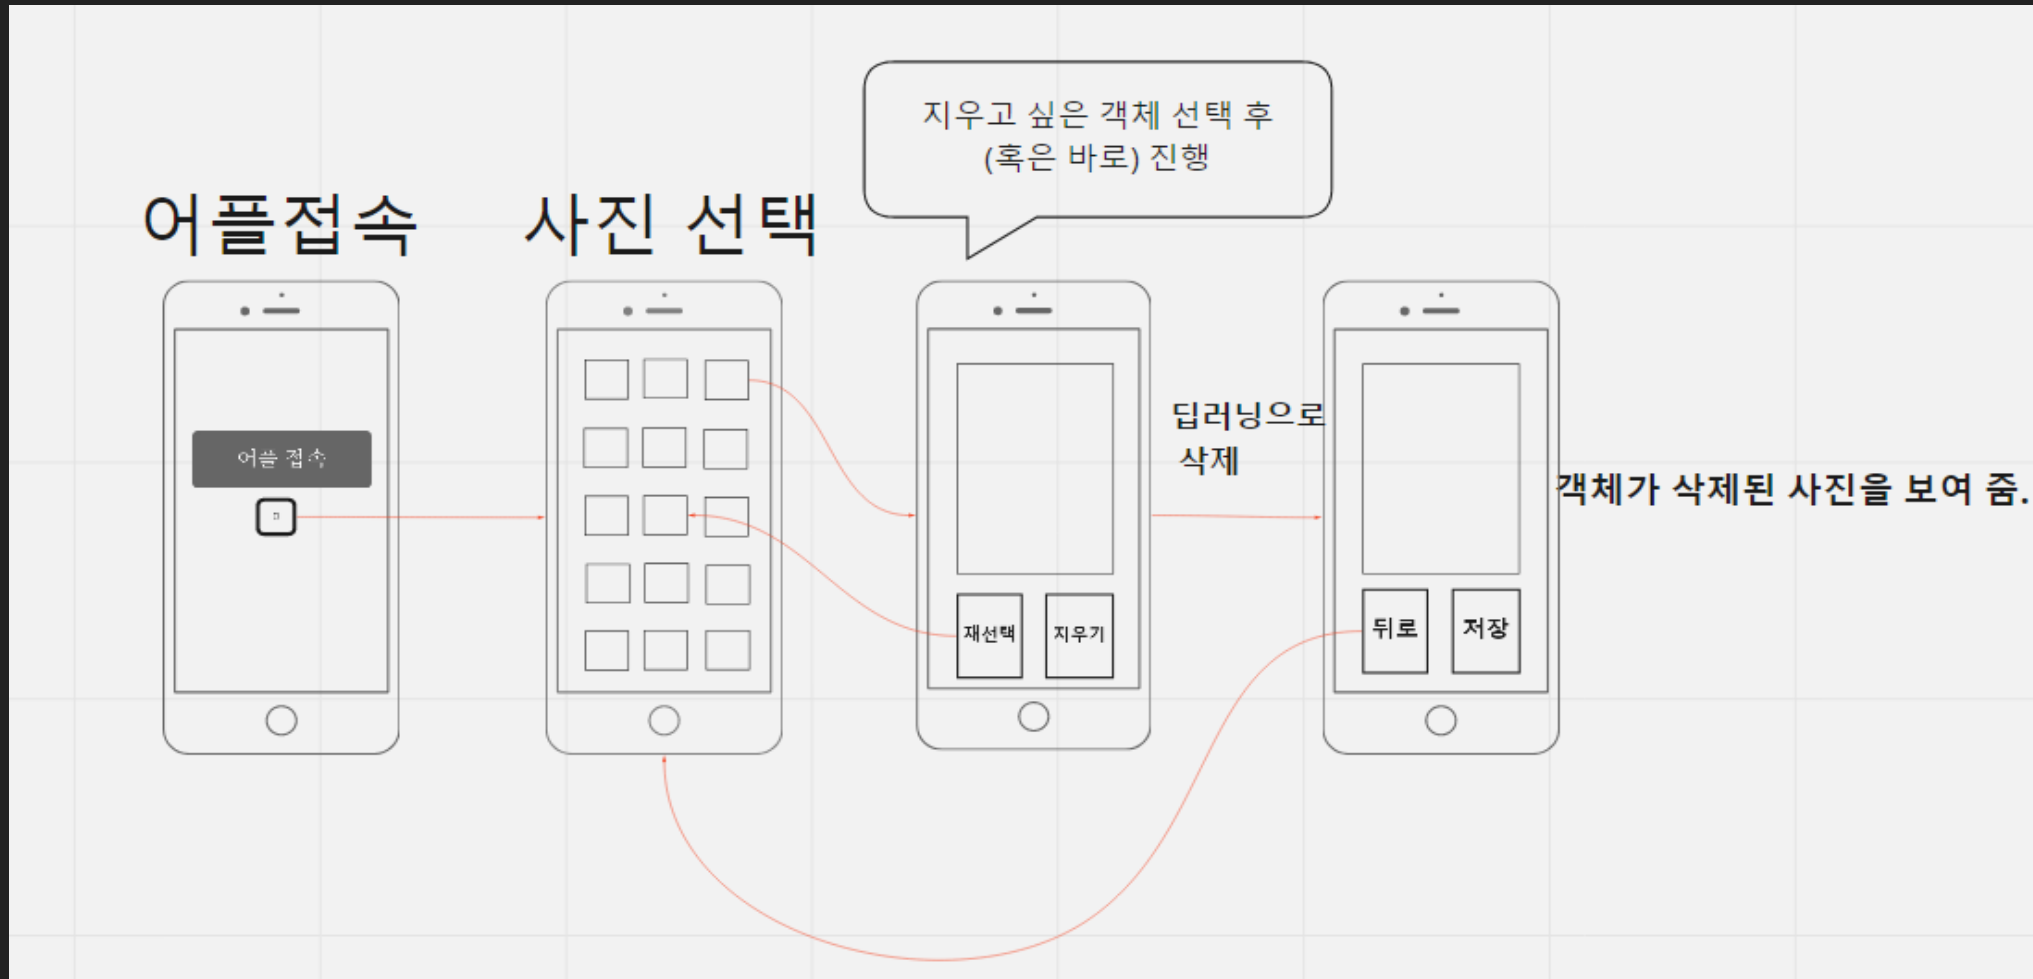 지우고 싶은 객체 선택 후
(혹은 바로) 진행
어플접속
사진 선택
어플 접속
딥러닝으로
삭제
객체가 삭제된 사진을 보여 줌.
재선택
지우기
뒤로
저장